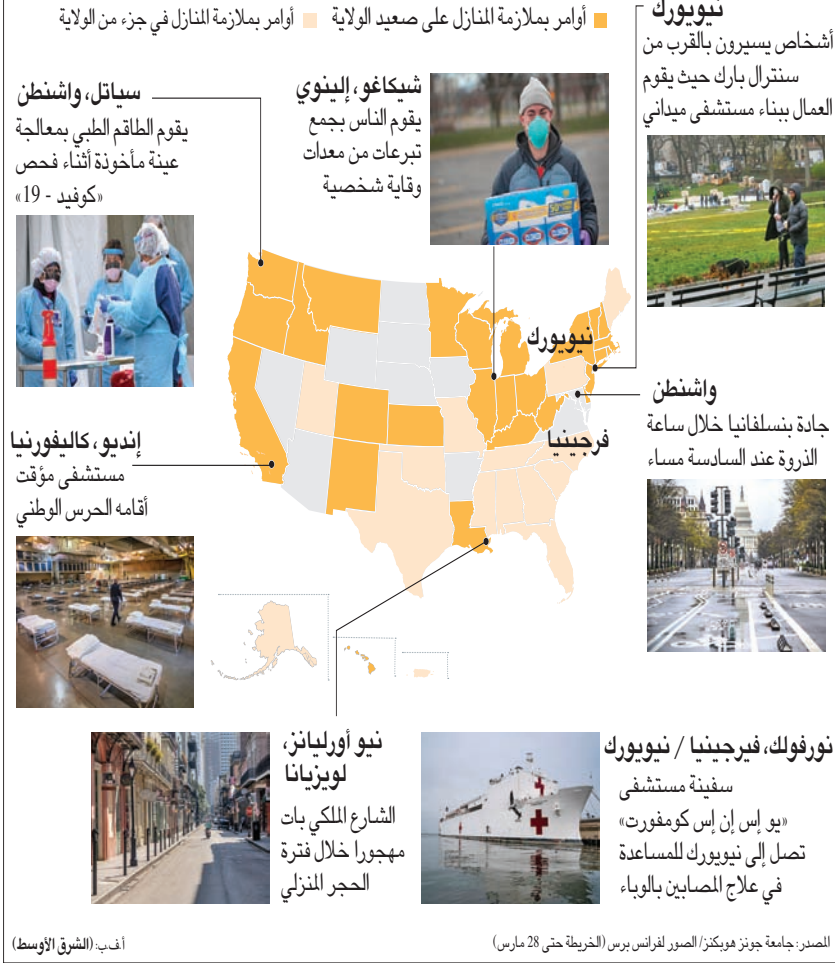 أوامر بملازمة المنازل على صعيد الولاية
أوامر بملازمة المنازل في جزء من الولاية
نيويورك
أشخاص يسيرون بالقرب من
سنترال بارك حيث يقوم
العمال ببناء مستشفى ميداني
شيكاغو، إلينوي
يقوم الناس بجمع
تبرعات من معدات
وقاية شخصية
سياتل، واشنطن
يقوم الطاقم الطبي بمعالجة
عينة مأخوذة أثناء فحص
«كوفيد - 19»
نيويورك
فرجينيا
واشنطن
جادة بنسلفانيا خلال ساعة
الذروة عند السادسة مساء
إنديو، كاليفورنيا
مستشفى مؤقت
أقامه الحرس الوطني
نورفولك، فيرجينيا / نيويورك
سفينة مستشفى
«يو إس إن إس كومفورت»
تصل إلى نيويورك للمساعدة
في علاج المصابين بالوباء
نيو أورليانز،
لويزيانا
الشارع الملكي بات
مهجورا خلال فترة
الحجر المنزلي
المصدر: جامعة جونز هوبكنز/ الصور لفرانس برس (الخريطة حتى 28 مارس)
أ.ف.ب: (الشرق الأوسط)